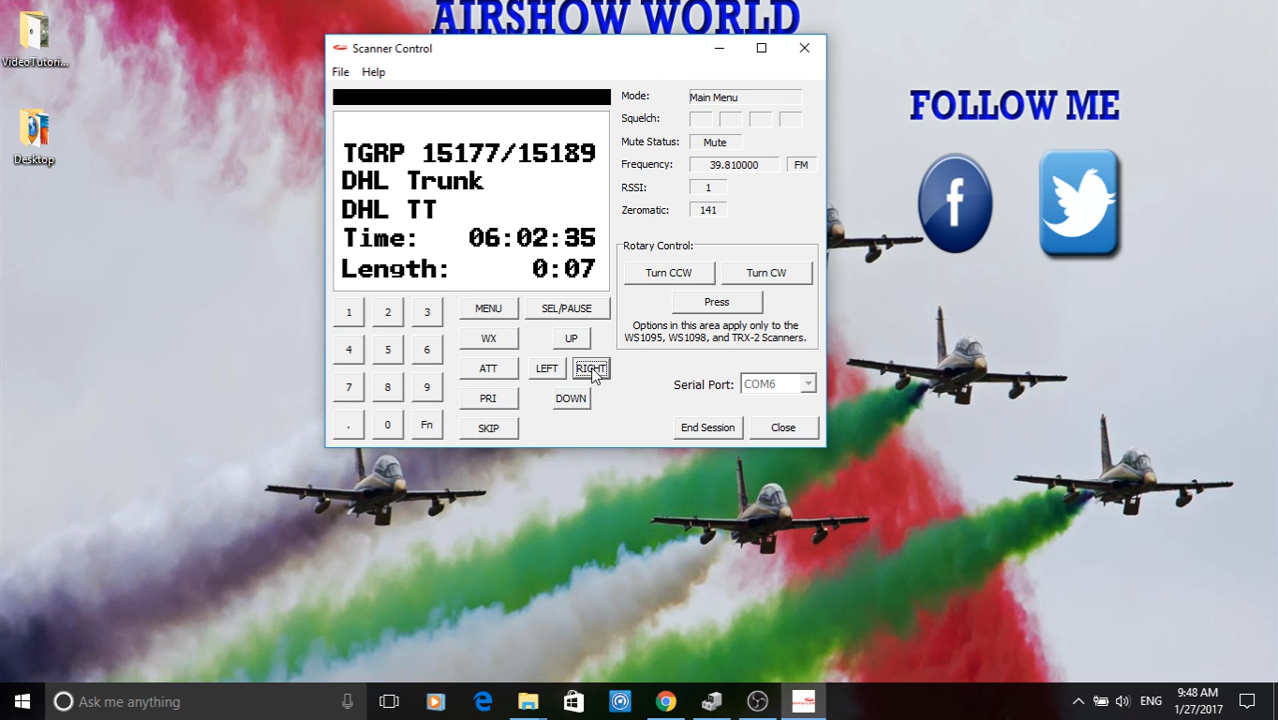 AIRSHOW WORLD
VideoTutori...
Desktop
FOLLOW ME
Scanner Control
File Help
TGRP 15177/15189
DHL Trunk
DHL TT
Time: 06:02:35
Length: 0:07
Mode: Main Menu
Squelch:
Mute Status: Mute
Frequency: 39.810000 FM
RSSI: 1
Zeromatic: 141
Rotary Control:
Turn CCW Turn CW
Press
Options in this area apply only to the
WS1095, WS1098, and TRX-2 Scanners.
1 2 3 MENU SEL/PAUSE
WX UP
4 5 6
ATT LEFT RIGHT
7 8 9
PRI DOWN
. 0 Fn SKIP
Serial Port: COM6
End Session Close
Ask me anything
ENG
9:48 AM
1/27/2017